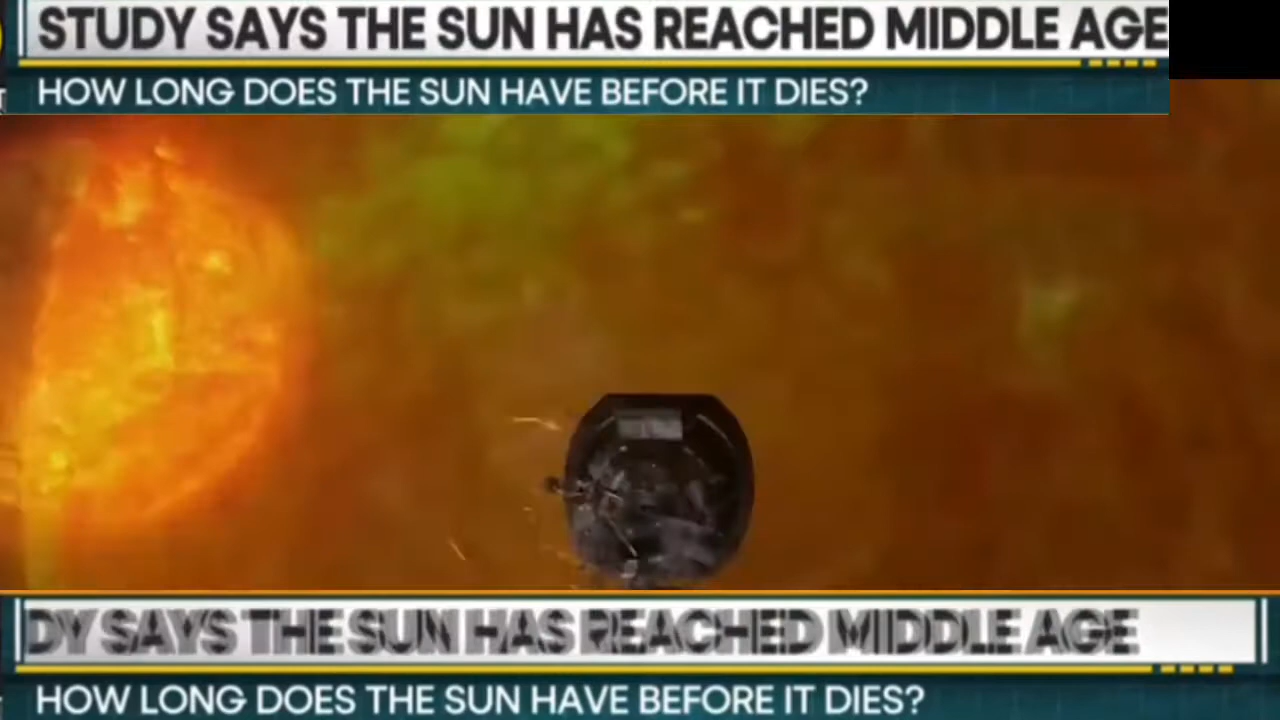 STUDY SAYS THE SUN HAS REACHED MIDDLE AGE
HOW LONG DOES THE SUN HAVE BEFORE IT DIES?
DY SAYS THE SUN HAS REACHED MIDDLE AGE
HOW LONG DOES THE SUN HAVE BEFORE IT DIES?